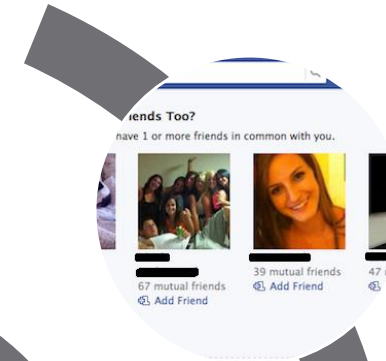 iends Too?
have 1 or more friends in common with you.
67 mutual friends
Add Friend
39 mutual friends
Add Friend
47